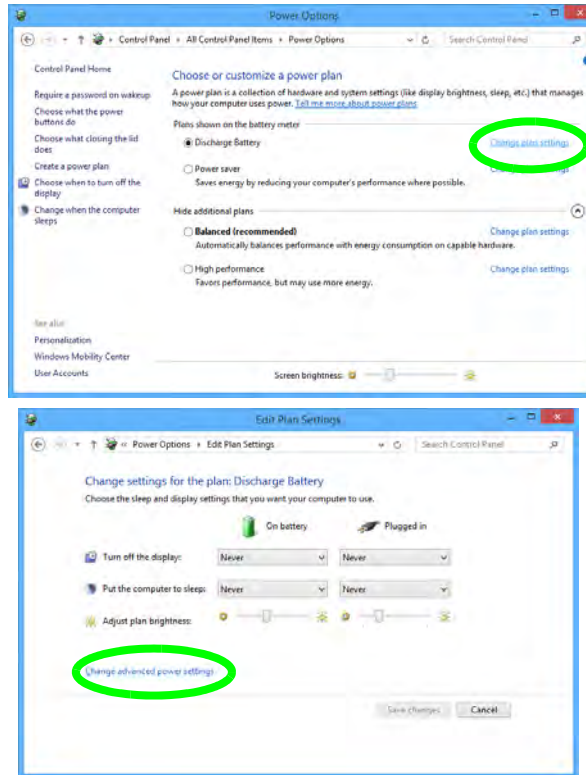 Power Options
Control Panel ▸ All Control Panel Items ▸ Power Options
Search Control Panel
Control Panel Home
Require a password on wakeup
Choose what the power
buttons do
Choose what closing the lid
does
Create a power plan
Choose when to turn off the
display
Change when the computer
sleeps
See also
Personalization
Windows Mobility Center
User Accounts
Choose or customize a power plan
A power plan is a collection of hardware and system settings (like display brightness, sleep, etc.) that manages
how your computer uses power. Tell me more about power plans
Plans shown on the battery meter
Discharge Battery Change plan settings
Power saver Change plan settings
Saves energy by reducing your computer's performance where possible.
Hide additional plans
Balanced (recommended) Change plan settings
Automatically balances performance with energy consumption on capable hardware.
High performance Change plan settings
Favors performance, but may use more energy.
Screen brightness:
Edit Plan Settings
« Power Options ▸ Edit Plan Settings
Search Control Panel
Change settings for the plan: Discharge Battery
Choose the sleep and display settings that you want your computer to use.
On battery Plugged in
Turn off the display: Never Never
Put the computer to sleep: Never Never
Adjust plan brightness:
Change advanced power settings
Save changes Cancel